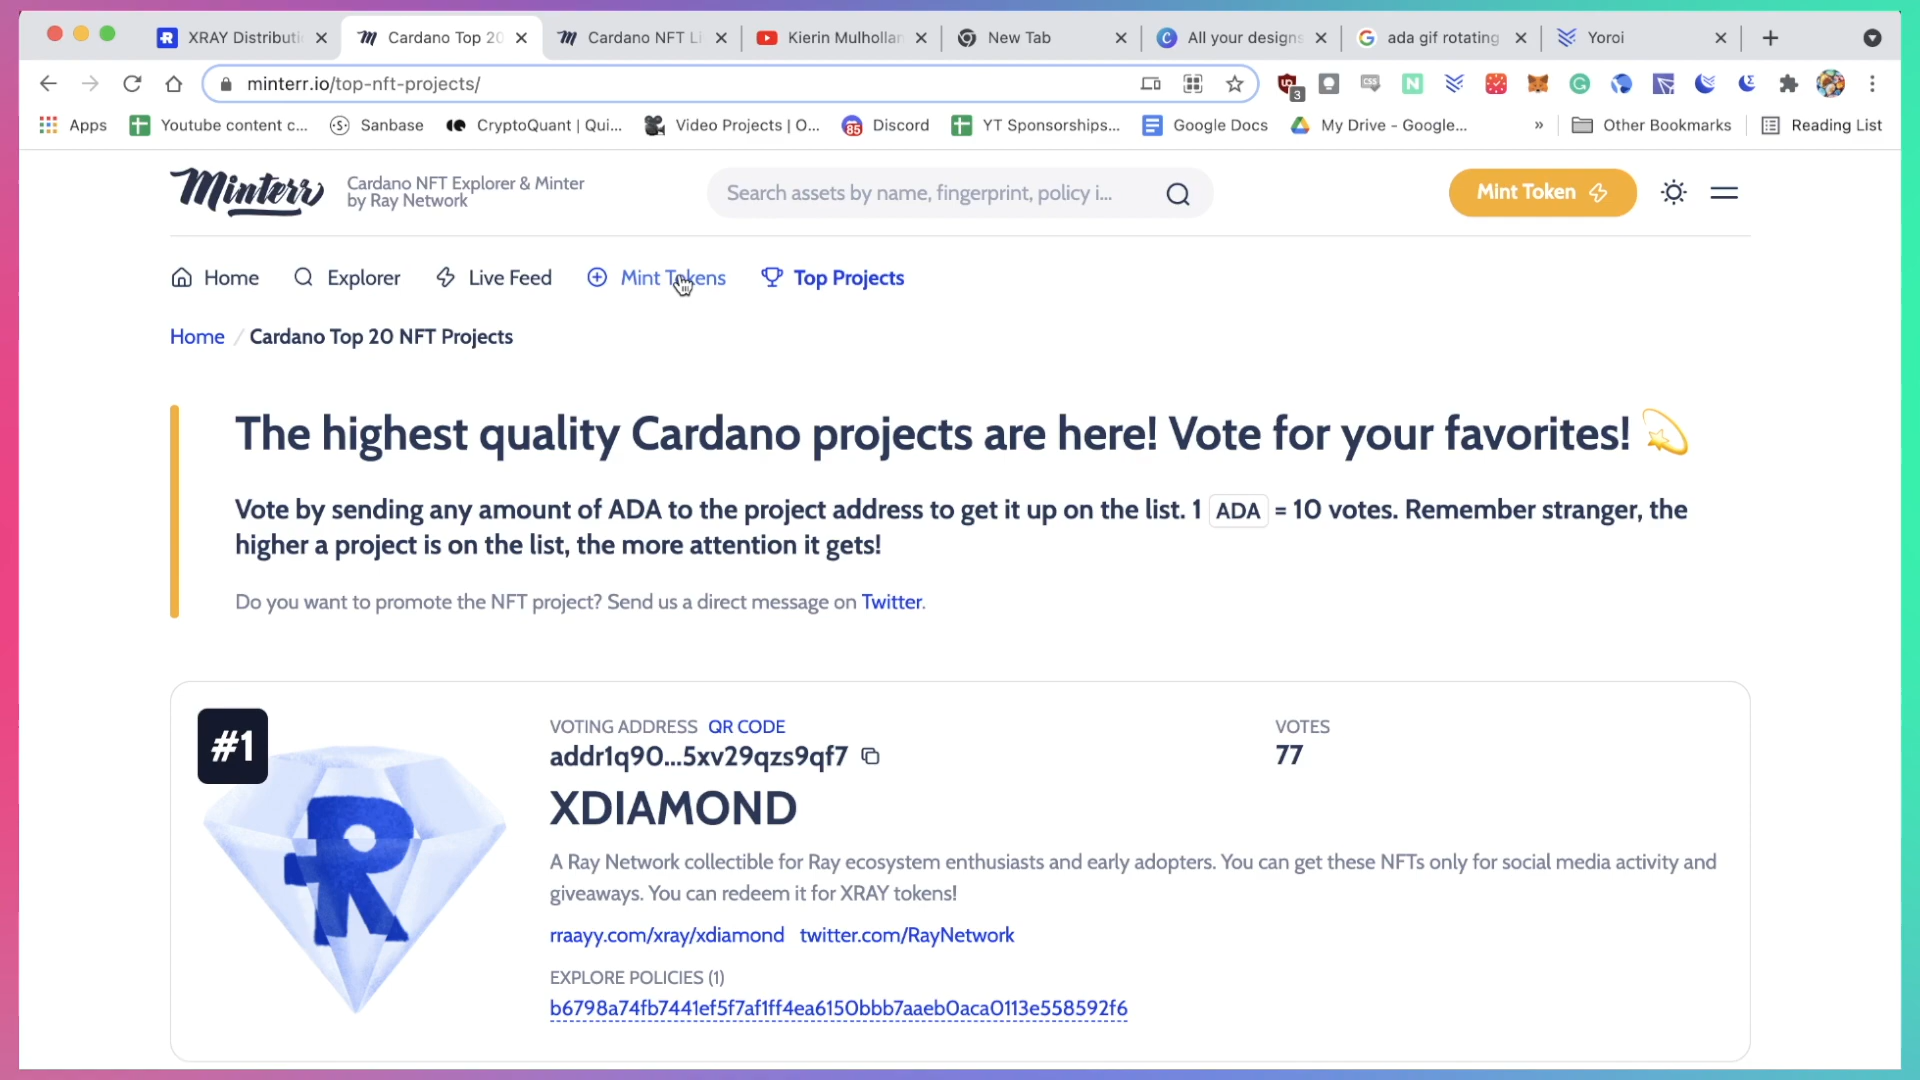 XRAY Distributi
Cardano Top 20
Cardano NFT Li
Kierin Mulhollan
New Tab
All your designs
ada gif rotating
Yoroi
minterr.io/top-nft-projects/
3
Apps
Youtube content c...
Sanbase
CryptoQuant | Qui...
Video Projects | O...
85
Discord
YT Sponsorships...
Google Docs
My Drive - Google...
»
Other Bookmarks
Reading List
Minterr
Cardano NFT Explorer & Minter
by Ray Network
Search assets by name, fingerprint, policy i...
Mint Token
Home
Explorer
Live Feed
Mint Tokens
Top Projects
Home / Cardano Top 20 NFT Projects
The highest quality Cardano projects are here! Vote for your favorites!
Vote by sending any amount of ADA to the project address to get it up on the list. 1 ADA = 10 votes. Remember stranger, the
higher a project is on the list, the more attention it gets!
Do you want to promote the NFT project? Send us a direct message on Twitter.
#1
R
VOTING ADDRESS QR CODE
addr1q90...5xv29qzs9qf7
VOTES
77
XDIAMOND
A Ray Network collectible for Ray ecosystem enthusiasts and early adopters. You can get these NFTs only for social media activity and
giveaways. You can redeem it for XRAY tokens!
rraayy.com/xray/xdiamond twitter.com/RayNetwork
EXPLORE POLICIES (1)
b6798a74fb7441ef5f7af1ff4ea6150bbb7aaeb0aca0113e558592f6